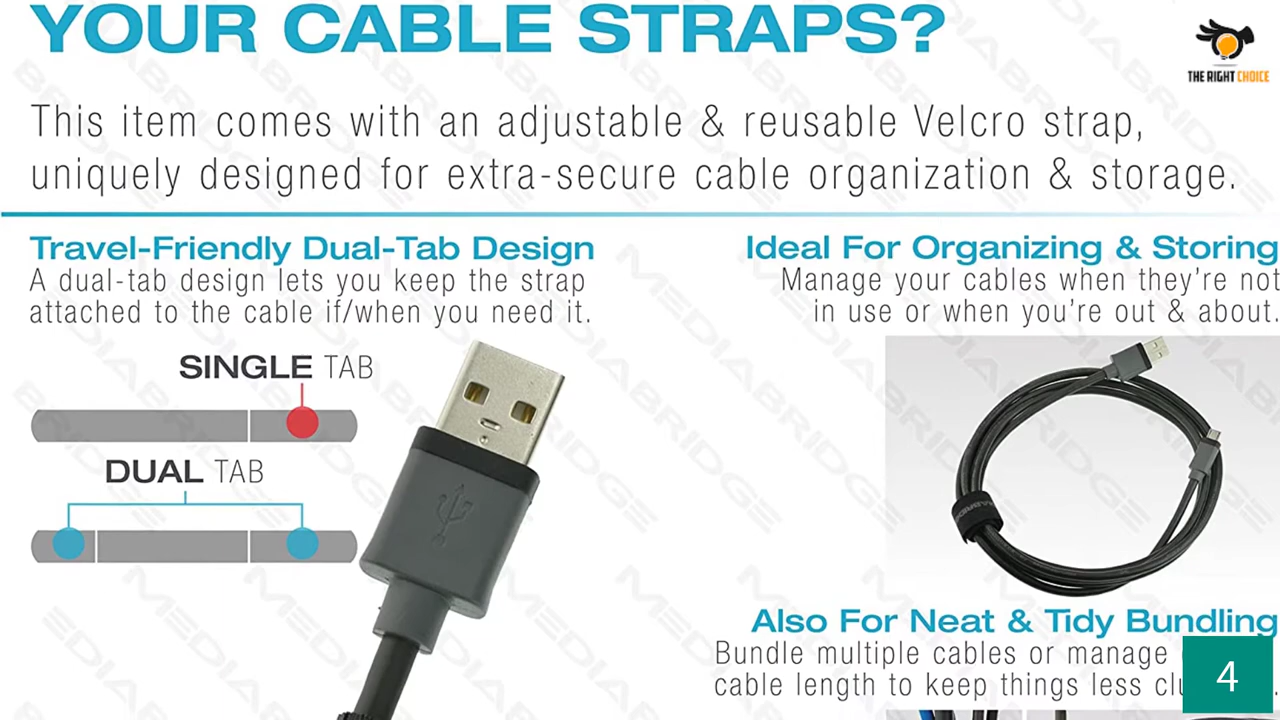 YOUR CABLE STRAPS?
THE RIGHT CHOICE
This item comes with an adjustable & reusable Velcro strap,
uniquely designed for extra-secure cable organization & storage.
Travel-Friendly Dual-Tab Design
A dual-tab design lets you keep the strap
attached to the cable if/when you need it.
SINGLE TAB
DUAL TAB
Ideal For Organizing & Storing
Manage your cables when they're not
in use or when you're out & about.
Also For Neat & Tidy Bundling
Bundle multiple cables or manage
cable length to keep things less
4
MEDIABRIDGE